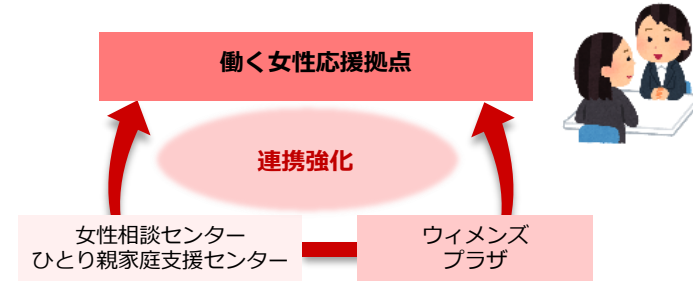 働く女性応援拠点
連携強化
女性相談センター
ひとり親家庭支援センター
ウィメンズ
プラザ